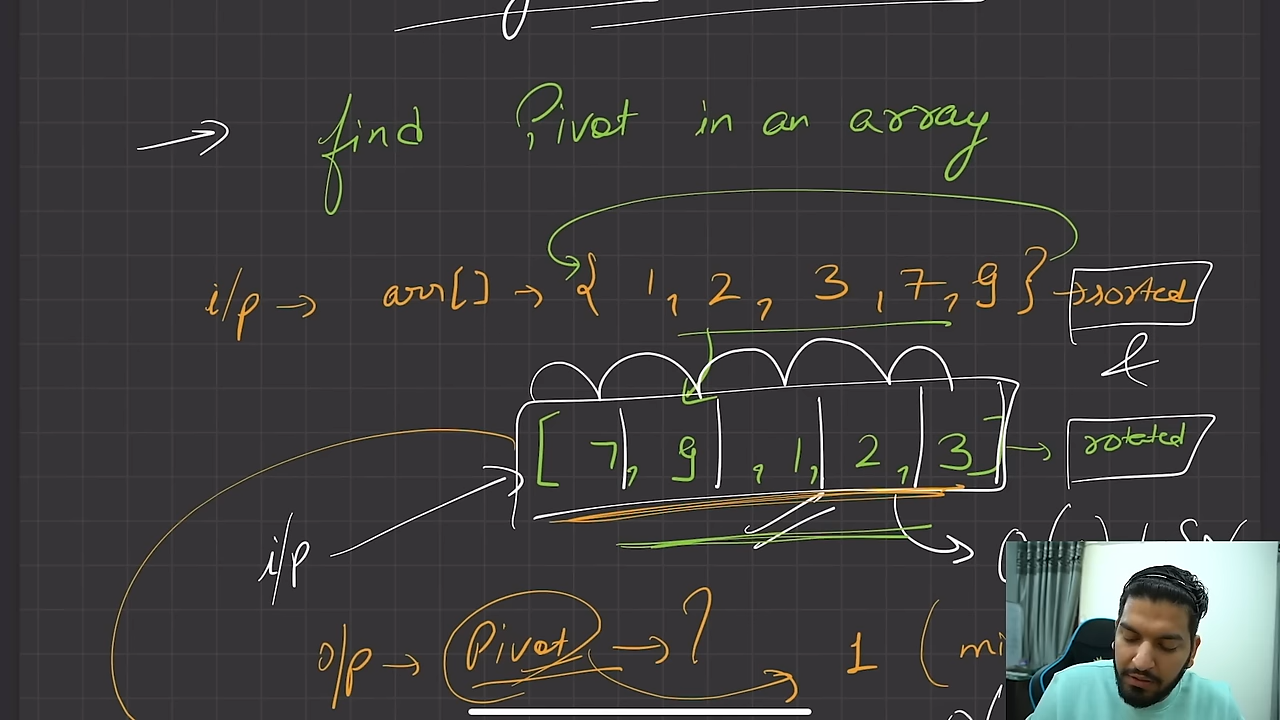 → find Pivot in an array
i/p → arr[] → { 1, 2, 3, 7, 9 } → sorted
&
[ 7, 9, 1, 2, 3 ] → rotated
i/p
o/p → Pivot → ? 1 (